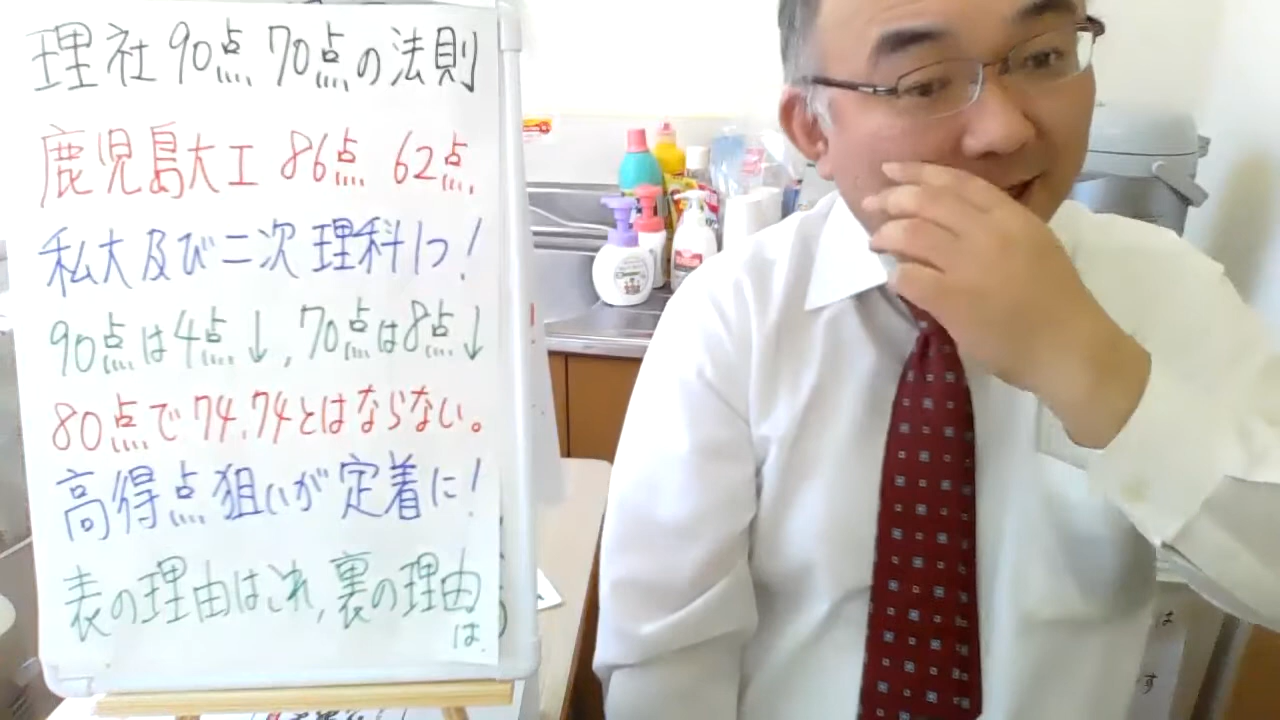 理社90点70点の法則
鹿児島大工 86点 62点
私大及び二次理科1つ!
90点は4点↓,70点は8点↓
80点で74.74とはならない。
高得点狙いが定着に!
表の理由はこれ,裏の理由
は.
は
す